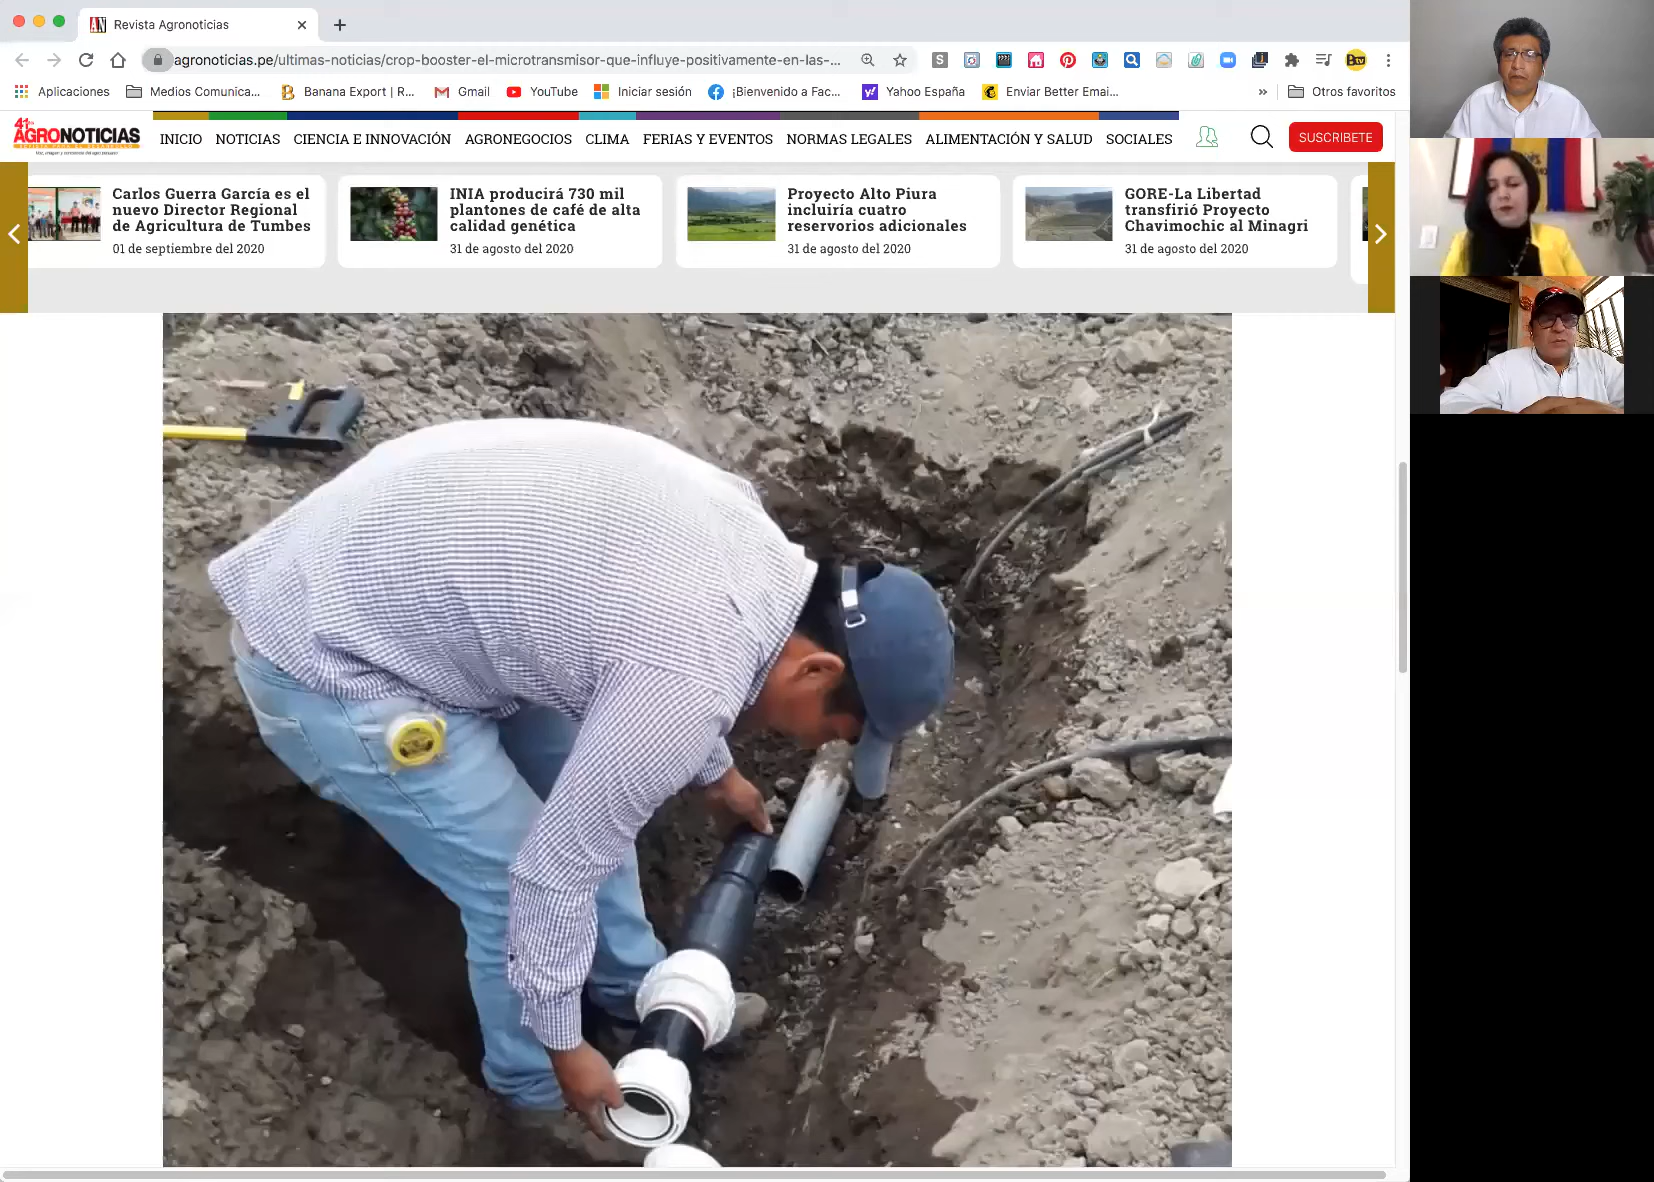 Revista Agronoticias
agronoticias.pe/ultimas-noticias/crop-booster-el-microtransmisor-que-influye-positivamente-en-las-...
Aplicaciones
Medios Comunica...
Banana Export | R...
Gmail
YouTube
Iniciar sesión
¡Bienvenido a Fac...
Yahoo España
Enviar Better Emai...
»
Otros favoritos
41
AGRONOTICIAS
INICIO
NOTICIAS
CIENCIA E INNOVACIÓN
AGRONEGOCIOS
CLIMA
FERIAS Y EVENTOS
NORMAS LEGALES
ALIMENTACIÓN Y SALUD
SOCIALES
SUSCRIBETE
Carlos Guerra García es el
nuevo Director Regional
de Agricultura de Tumbes
01 de septiembre del 2020
INIA producirá 730 mil
plantones de café de alta
calidad genética
31 de agosto del 2020
Proyecto Alto Piura
incluiría cuatro
reservorios adicionales
31 de agosto del 2020
GORE-La Libertad
transfirió Proyecto
Chavimochic al Minagri
31 de agosto del 2020